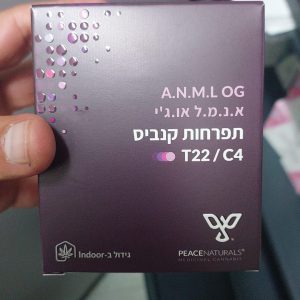 A.N.M.L OG
א.נ.מ.ל או.ג'י
תפרחות קנביס
T22 / C4
גידול ב-Indoor
PEACENATURALS®
MEDICINAL CANNABIS